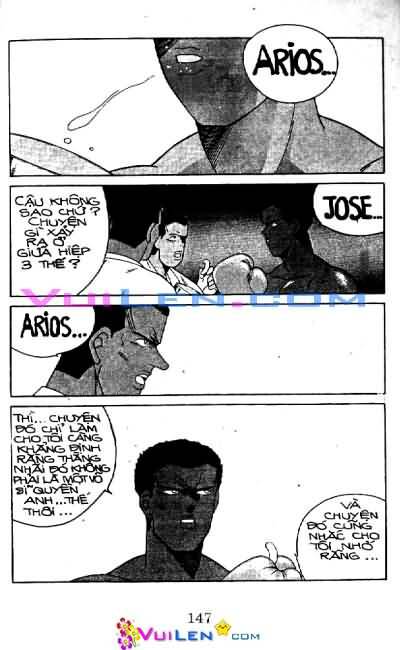 ARIOS...
JOSE...
CẬU KHÔNG
SAO CHỨ?
CHUYỆN
GÌ XẢY
RA Ở
GIỮA HIỆP
3 THẾ?
VUILEN.COM
ARIOS...
THÌ... CHUYỆN
ĐÓ CHỈ LÀM
CHO TÔI CÀNG
KHẲNG ĐỊNH
RẰNG THẰNG
NHÃI ĐÓ KHÔNG
PHẢI LÀ MỘT VÕ
SĨ QUYỀN
ANH... THẾ
THÔI...
VÀ
CHUYỆN
ĐÓ CŨNG
NHẮC CHO
TÔI NHỚ
RẰNG...
147
VUILEN.COM